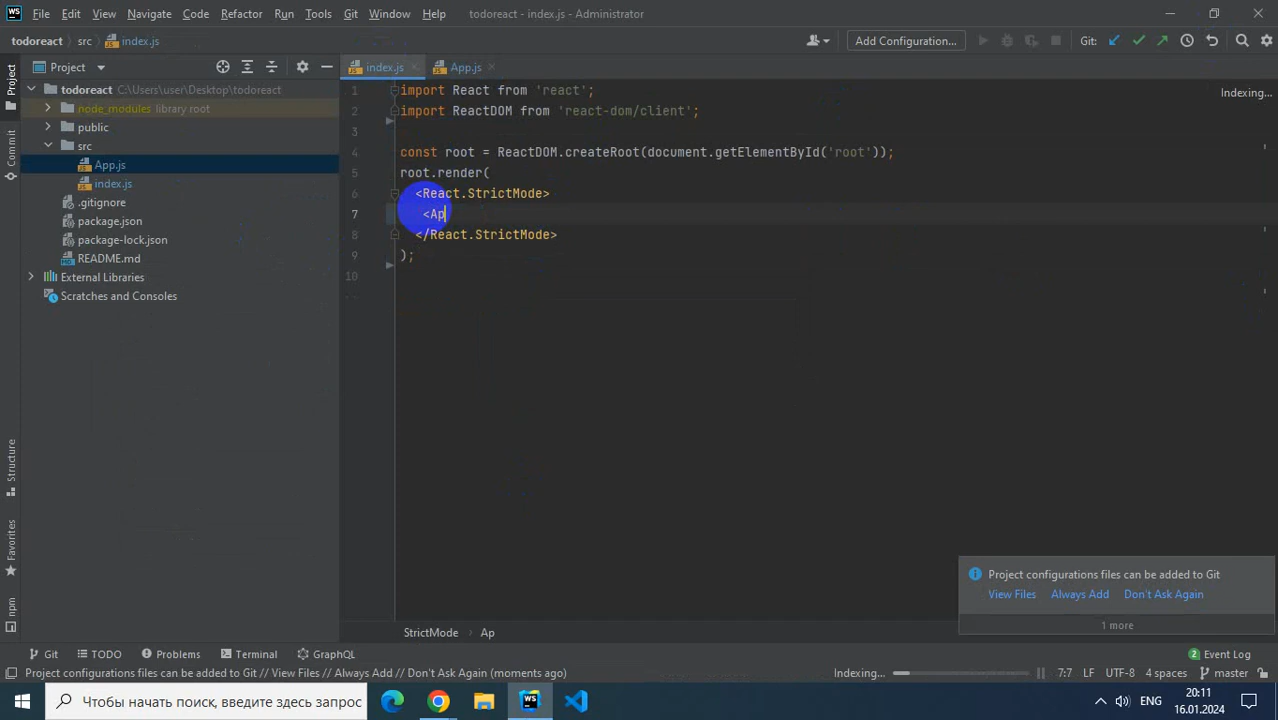 WS File Edit View Navigate Code Refactor Run Tools Git Window Help todoreact - index.js - Administrator
todoreact src index.js Add Configuration... Git:
Project index.js App.js
todoreact C:\Users\user\Desktop\todoreact
node_modules library root
public
src
App.js
index.js
.gitignore
package.json
package-lock.json
README.md
External Libraries
Scratches and Consoles
Project
Commit
Structure
Favorites
npm
1 import React from 'react';
2 import ReactDOM from 'react-dom/client';
3
4 const root = ReactDOM.createRoot(document.getElementById('root'));
5 root.render(
6 <React.StrictMode>
7 <Ap
8 </React.StrictMode>
9 );
10
Indexing...
Project configurations files can be added to Git
View Files Always Add Don't Ask Again
1 more
StrictMode Ap
Git TODO Problems Terminal GraphQL 2 Event Log
Project configurations files can be added to Git // View Files // Always Add // Don't Ask Again (moments ago) Indexing... 7:7 LF UTF-8 4 spaces master
Чтобы начать поиск, введите здесь запрос WS ENG 20:11
16.01.2024